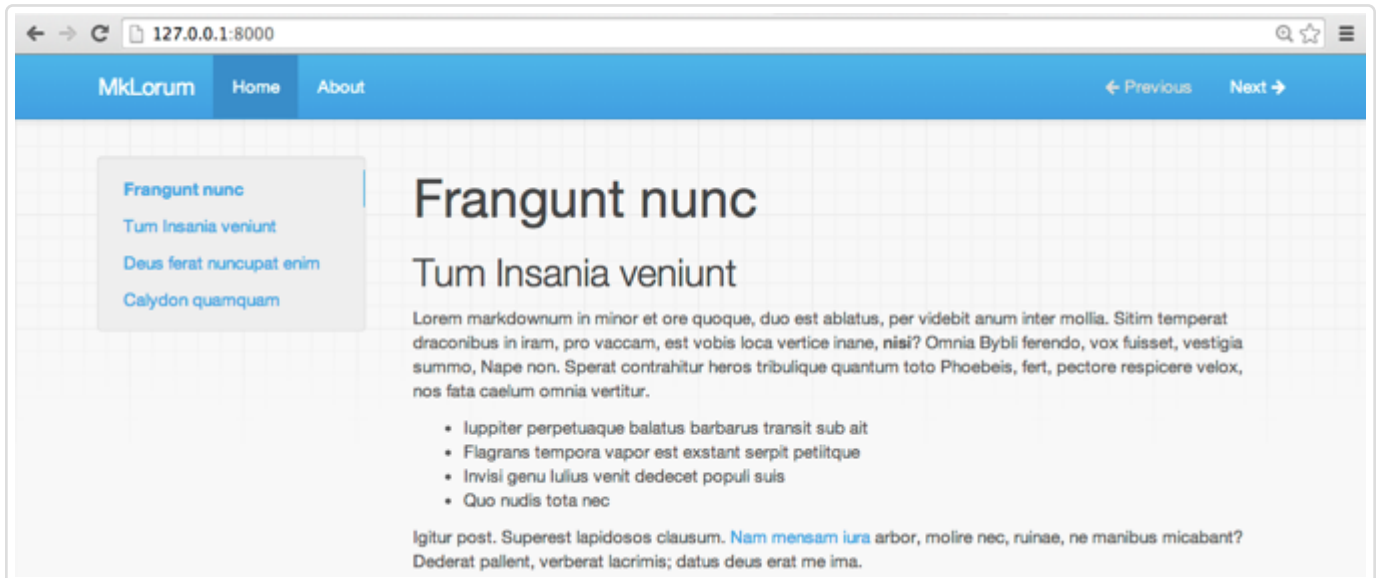 127.0.0.1:8000
MkLorum Home About Previous Next
Frangunt nunc
Tum Insania veniunt
Deus ferat nuncupat enim
Calydon quamquam
Frangunt nunc
Tum Insania veniunt
Lorem markdownum in minor et ore quoque, duo est ablatus, per videbit anum inter mollia. Sitim temperat
draconibus in iram, pro vaccam, est vobis loca vertice inane, nisi? Omnia Bybli ferendo, vox fuisset, vestigia
summo, Nape non. Sperat contrahitur heros tribulique quantum toto Phoebeis, fert, pectore respicere velox,
nos fata caelum omnia vertitur.
• Iuppiter perpetuaque balatus barbarus transit sub ait
• Flagrans tempora vapor est exstant serpit petiitque
• Invisi genu Iulius venit dedecet populi suis
• Quo nudis tota nec
Igitur post. Superest lapidosos clausum. Nam mensam iura arbor, molire nec, ruinae, ne manibus micabant?
Dederat pallent, verberat lacrimis; datus deus erat me ima.